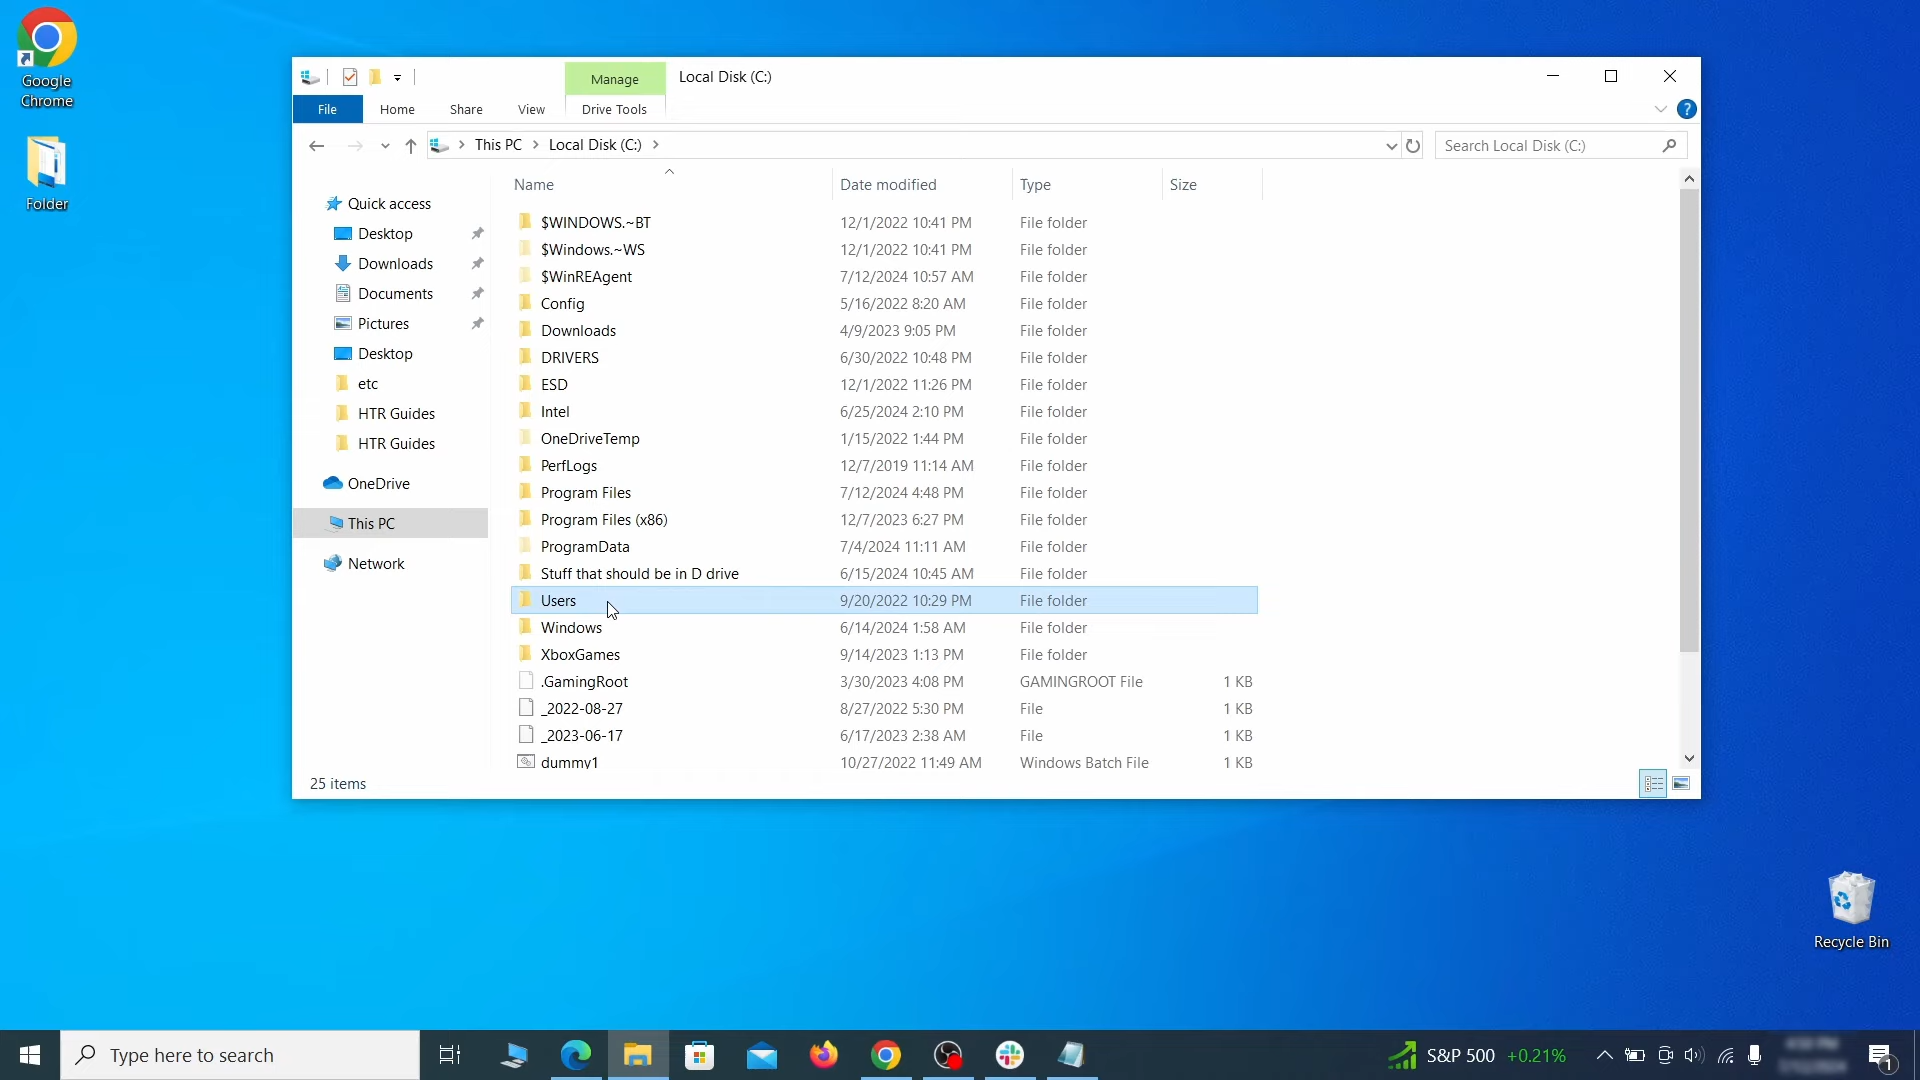 Google
Chrome
Folder
Manage
Local Disk (C:)
File
Home
Share
View
Drive Tools
This PC
Local Disk (C:)
Search Local Disk (C:)
Name
Date modified
Type
Size
Quick access
Desktop
Downloads
Documents
Pictures
Desktop
etc
HTR Guides
HTR Guides
OneDrive
This PC
Network
$WINDOWS.~BT 12/1/2022 10:41 PM File folder
$Windows.~WS 12/1/2022 10:41 PM File folder
$WinREAgent 7/12/2024 10:57 AM File folder
Config 5/16/2022 8:20 AM File folder
Downloads 4/9/2023 9:05 PM File folder
DRIVERS 6/30/2022 10:48 PM File folder
ESD 12/1/2022 11:26 PM File folder
Intel 6/25/2024 2:10 PM File folder
OneDriveTemp 1/15/2022 1:44 PM File folder
PerfLogs 12/7/2019 11:14 AM File folder
Program Files 7/12/2024 4:48 PM File folder
Program Files (x86) 12/7/2023 6:27 PM File folder
ProgramData 7/4/2024 11:11 AM File folder
Stuff that should be in D drive 6/15/2024 10:45 AM File folder
Users 9/20/2022 10:29 PM File folder
Windows 6/14/2024 1:58 AM File folder
XboxGames 9/14/2023 1:13 PM File folder
.GamingRoot 3/30/2023 4:08 PM GAMINGROOT File 1 KB
_2022-08-27 8/27/2022 5:30 PM File 1 KB
_2023-06-17 6/17/2023 2:38 AM File 1 KB
dummy1 10/27/2022 11:49 AM Windows Batch File 1 KB
25 items
Recycle Bin
Type here to search
S&P 500 +0.21%
1